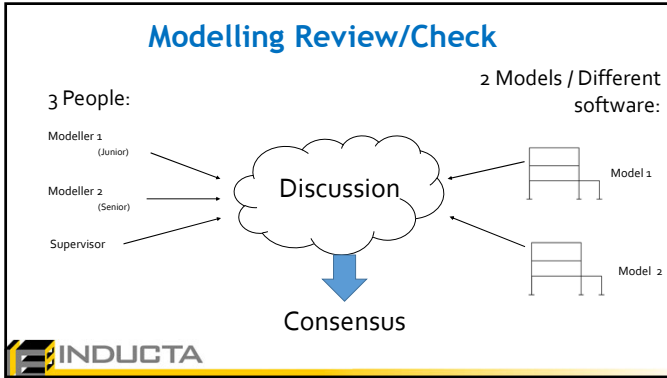 Modelling Review/Check
3 People:
Modeller 1
(Junior)
Modeller 2
(Senior)
Supervisor
Discussion
Consensus
2 Models / Different
software:
Model 1
Model 2
INDUCTA